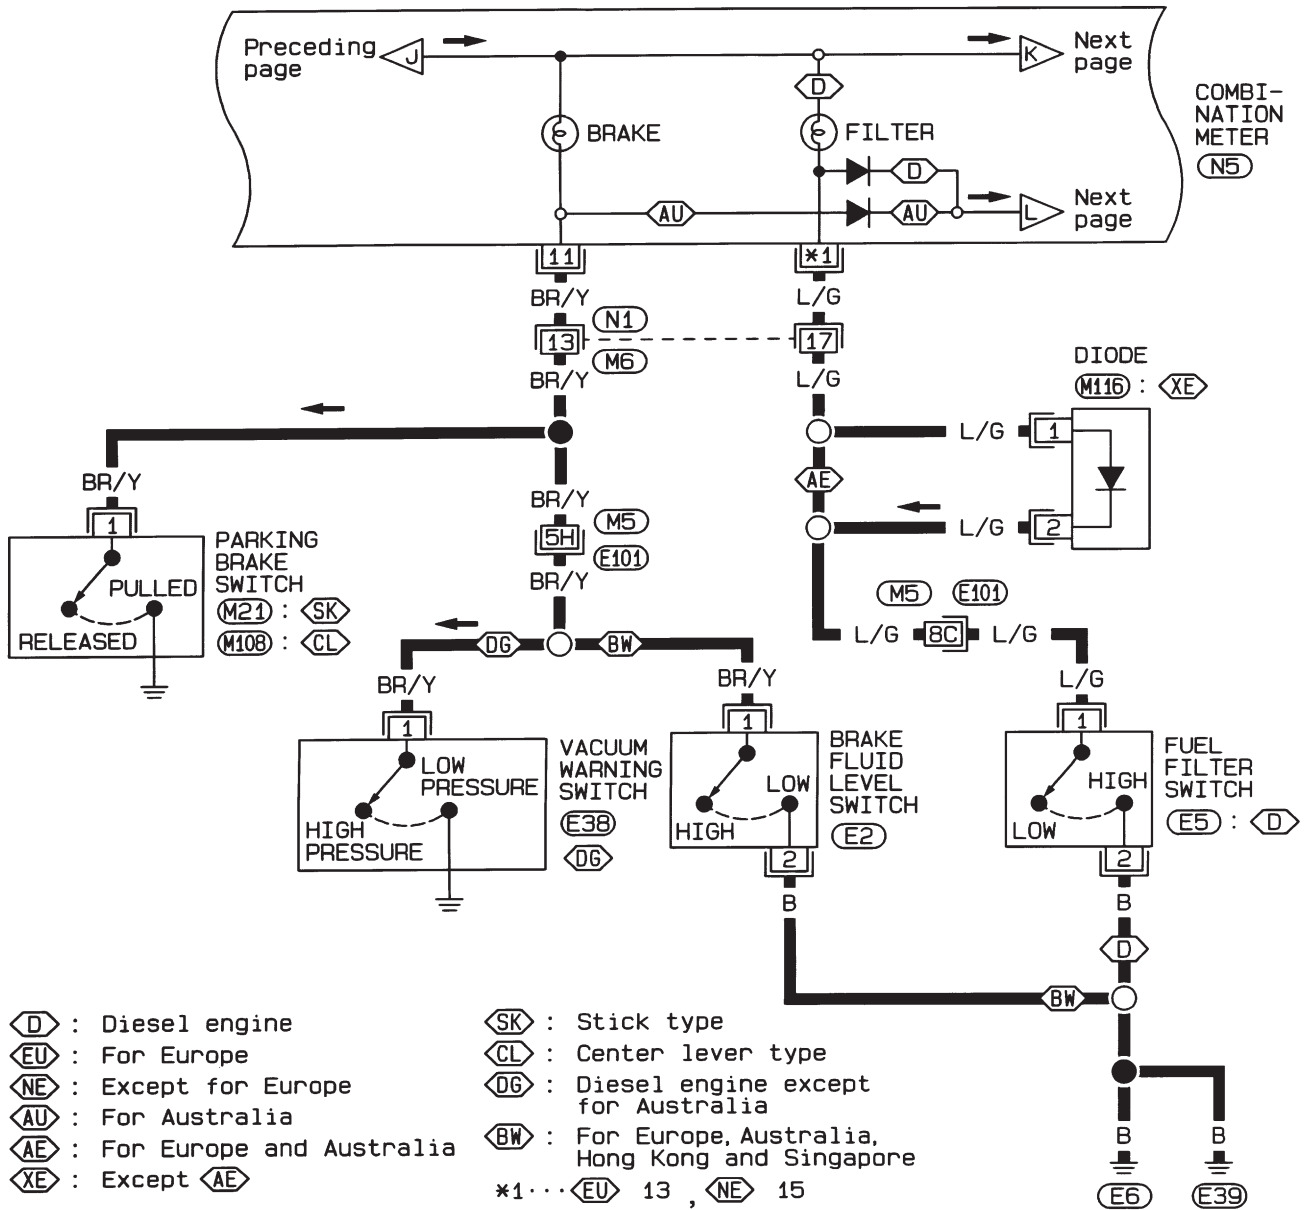 Preceding
page
J
K
Next
page
D
BRAKE
FILTER
D
AU
AU
L
Next
page
COMBI-
NATION
METER
N5
11
*1
BR/Y
L/G
N1
13
17
M6
BR/Y
L/G
DIODE
M116 : XE
1
L/G
AE
2
L/G
BR/Y
1
PARKING
BRAKE
SWITCH
M21 : SK
M108 : CL
PULLED
RELEASED
BR/Y
M5
5H
E101
BR/Y
DG
BW
M5
E101
L/G
8C
L/G
BR/Y
1
LOW
PRESSURE
HIGH
PRESSURE
VACUUM
WARNING
SWITCH
E38
DG
BR/Y
1
LOW
HIGH
2
BRAKE
FLUID
LEVEL
SWITCH
E2
L/G
1
HIGH
LOW
2
FUEL
FILTER
SWITCH
E5 : D
B
B
D
BW
B
B
E6
E39
D : Diesel engine
EU : For Europe
NE : Except for Europe
AU : For Australia
AE : For Europe and Australia
XE : Except AE
SK : Stick type
CL : Center lever type
DG : Diesel engine except
for Australia
BW : For Europe, Australia,
Hong Kong and Singapore
*1··· EU 13 , NE 15